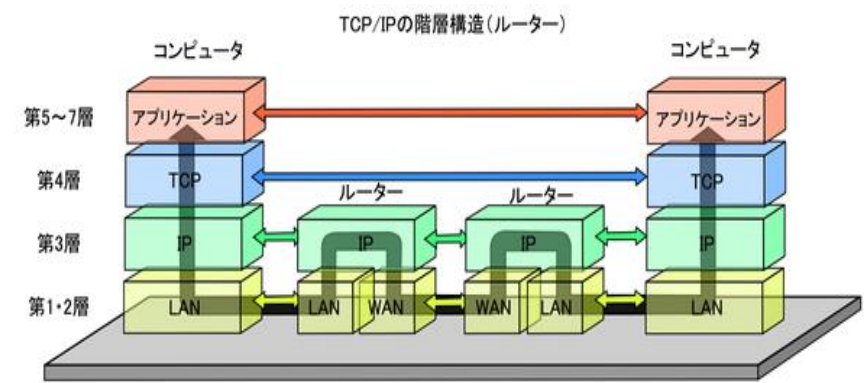 TCP/IPの階層構造(ルーター)
コンピュータ
コンピュータ
第5～7層
アプリケーション
アプリケーション
第4層
TCP
TCP
ルーター
ルーター
第3層
IP
IP
IP
IP
第1・2層
LAN
LAN
WAN
WAN
LAN
LAN